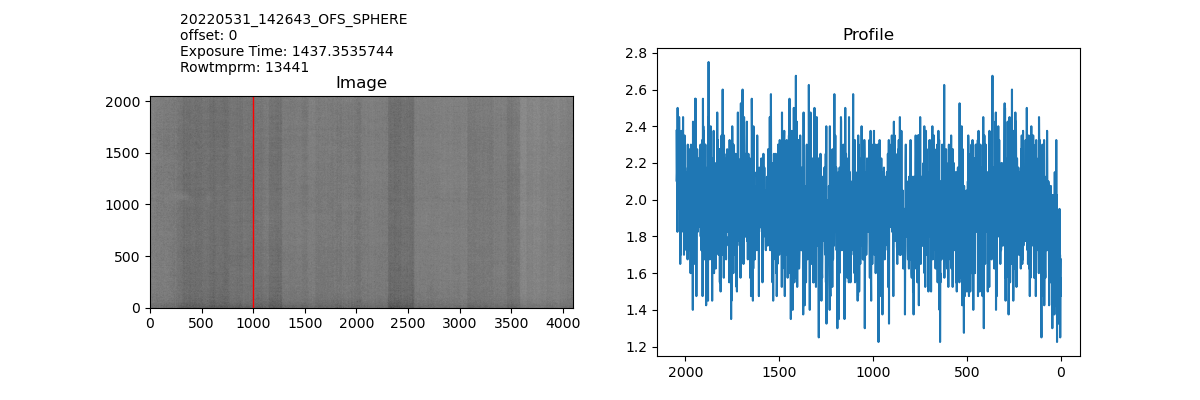 20220531_142643_OFS_SPHERE
offset: 0
Exposure Time: 1437.3535744
Rowtmprm: 13441
Image
2000
1500
1000
500
0
0 500 1000 1500 2000 2500 3000 3500 4000
Profile
2.8
2.6
2.4
2.2
2.0
1.8
1.6
1.4
1.2
2000 1500 1000 500 0